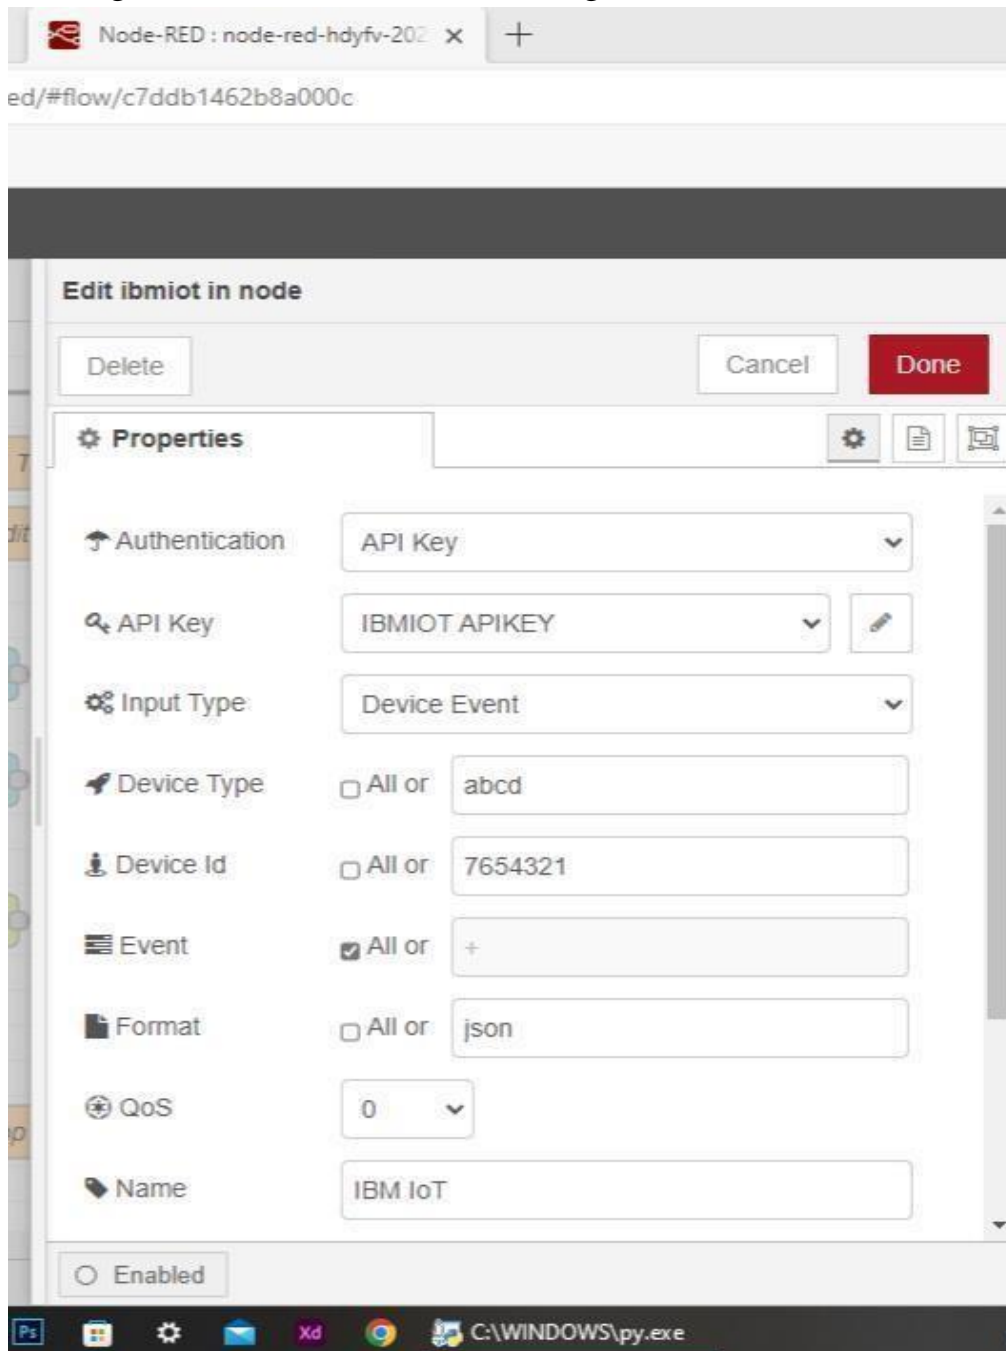 Node-RED : node-red-hdyfv-202
ed/#flow/c7ddb1462b8a000c
Edit ibmiot in node
Delete Cancel Done
Properties
Authentication API Key
API Key IBMIOT APIKEY
Input Type Device Event
Device Type All or abcd
Device Id All or 7654321
Event All or +
Format All or json
QoS 0
Name IBM IoT
Enabled
Ps Xd C:\WINDOWS\py.exe